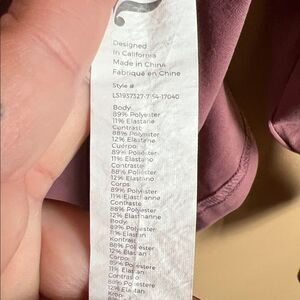 Designed
In California
Made in China
Fabriqué en Chine
Style #
LS1937327-7154-17040
Body:
89% Polyester
11% Elastane
Contrast:
88% Polyester
12% Elastane
Cuerpo:
89% Poliéster
11% Elastano
Contraste:
88% Poliéster
12% Elastano
Corps:
89% Polyester
11% Élasthanne
Contraste:
88% Polyester
12% Élasthanne
Body:
89% Polyester
11% Elastan
Kontrast:
88% Polyester
12% Elastan
Corpo:
89% Poliestere
11% Elastan
Contrasto:
88% Poliestere
12% Elastan